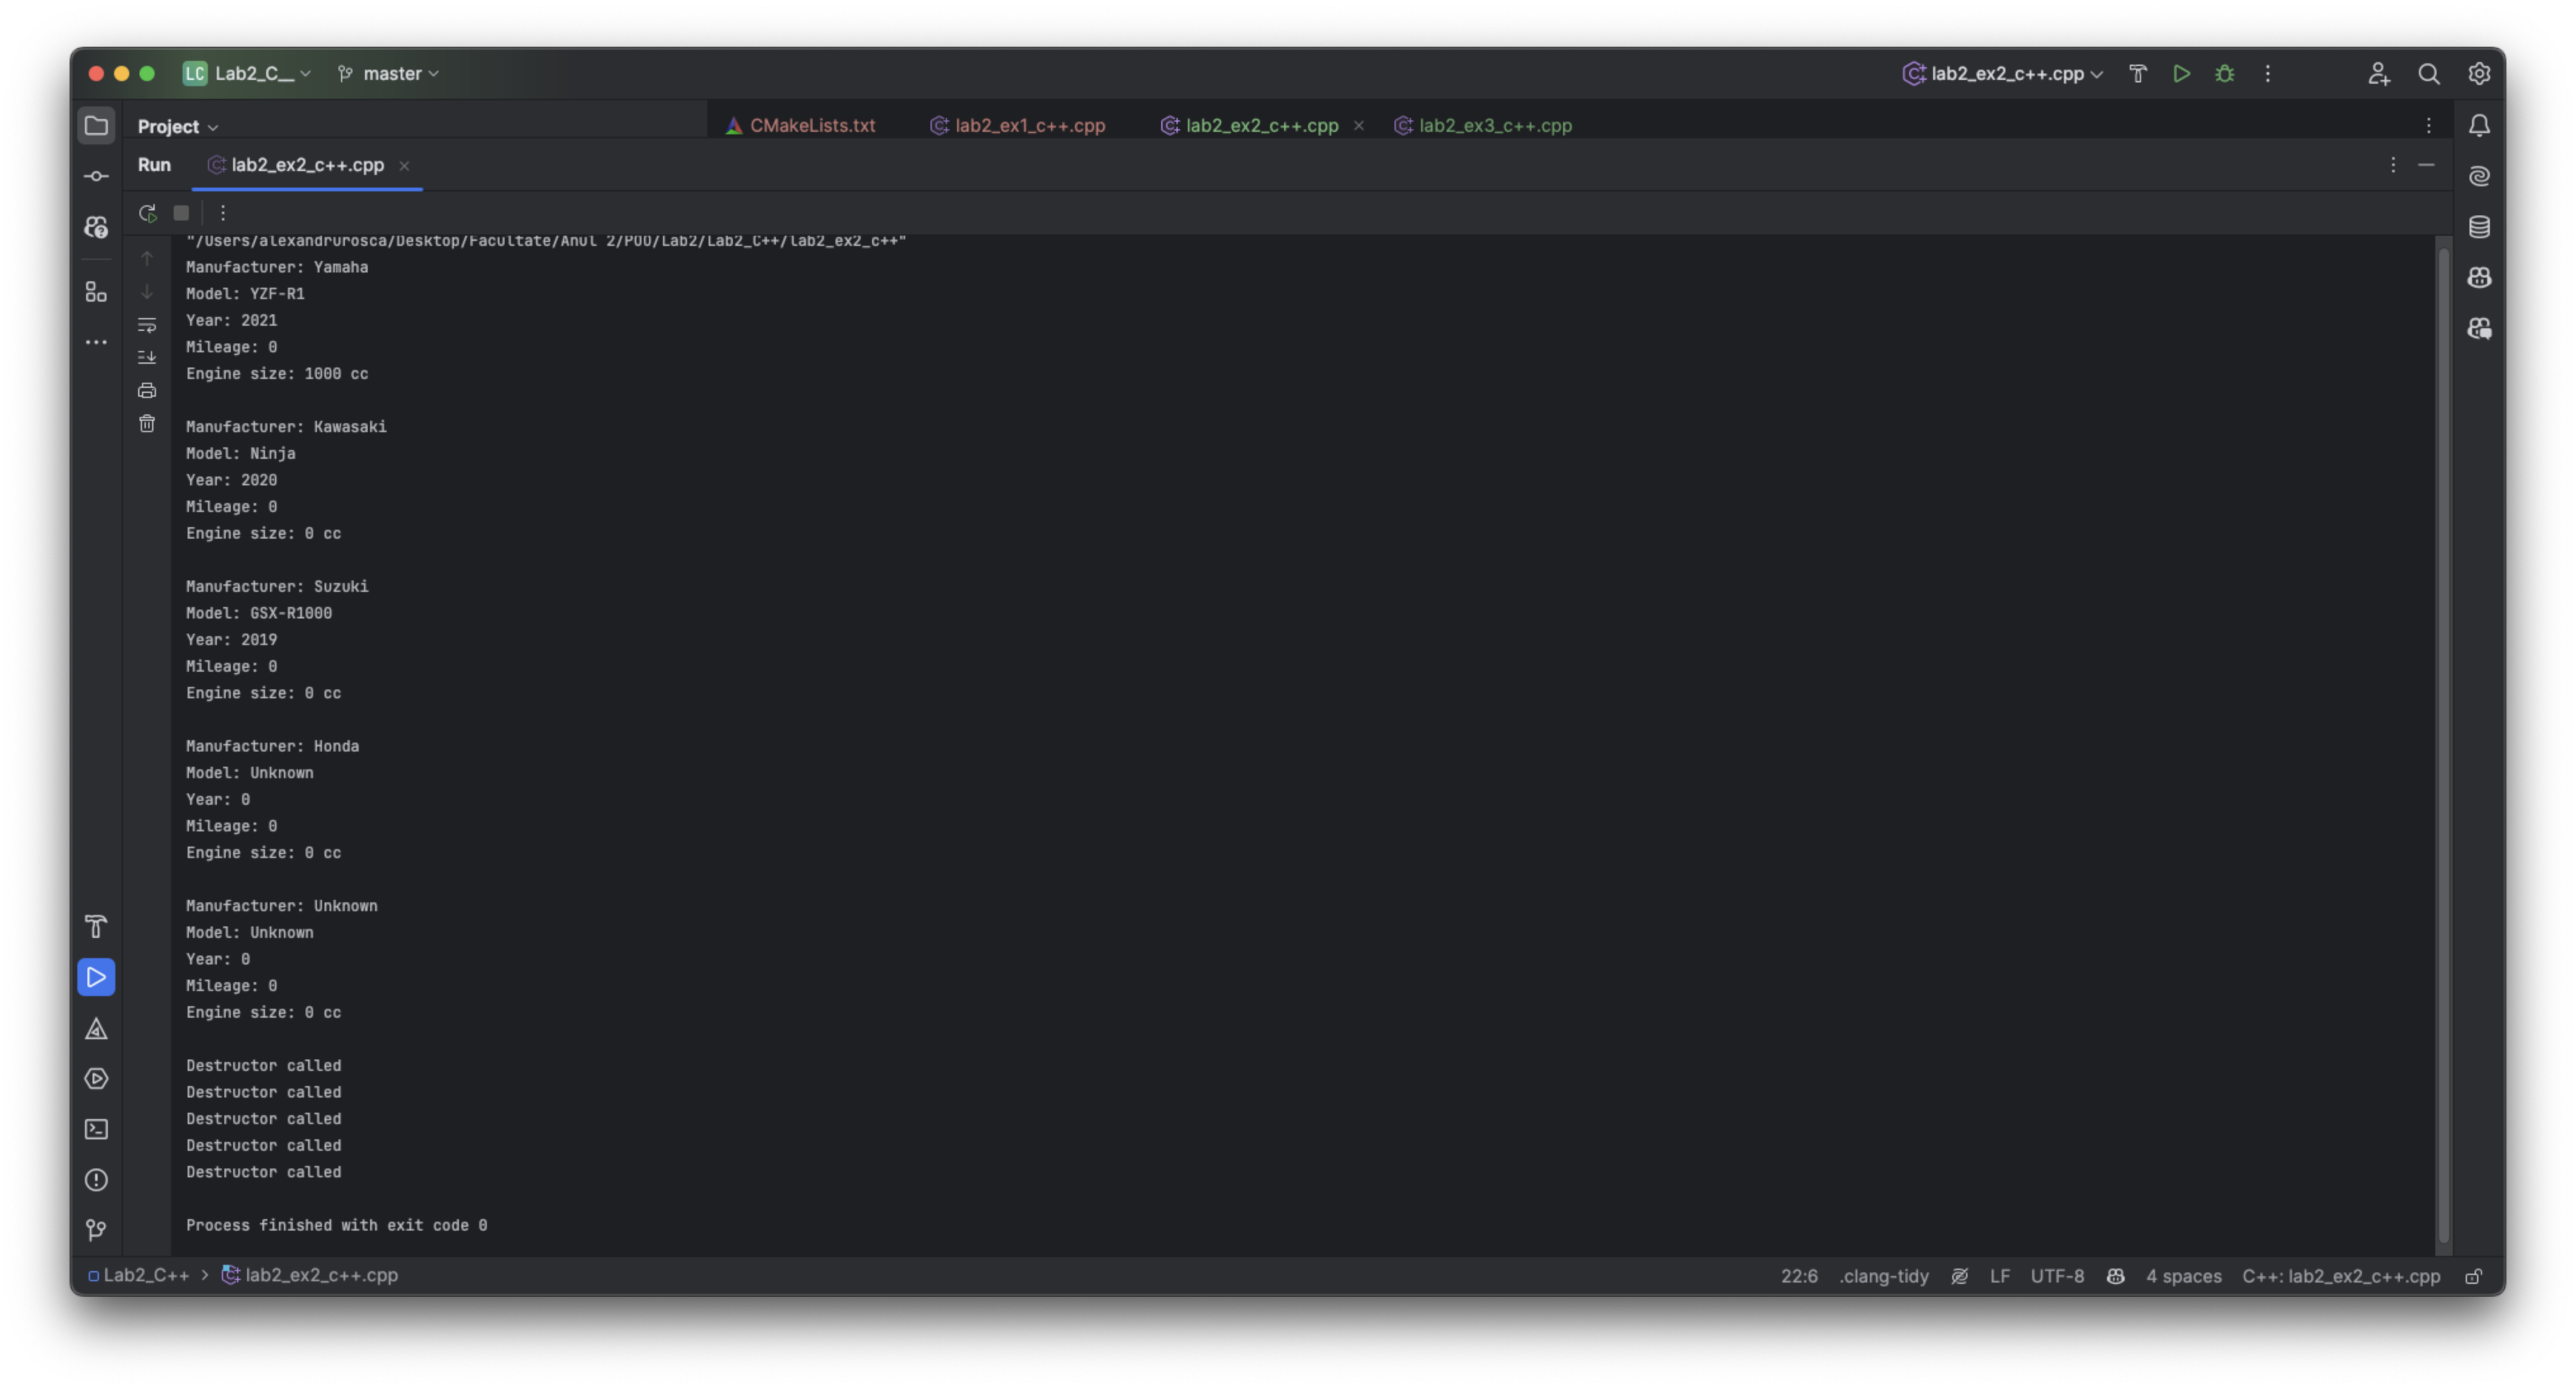 LC Lab2_C__ master lab2_ex2_c++.cpp
Project CMakeLists.txt lab2_ex1_c++.cpp lab2_ex2_c++.cpp lab2_ex3_c++.cpp
Run lab2_ex2_c++.cpp
"/Users/alexandrurosca/Desktop/Facultate/Anul 2/POO/Lab2/Lab2_C++/lab2_ex2_c++"
Manufacturer: Yamaha
Model: YZF-R1
Year: 2021
Mileage: 0
Engine size: 1000 cc
Manufacturer: Kawasaki
Model: Ninja
Year: 2020
Mileage: 0
Engine size: 0 cc
Manufacturer: Suzuki
Model: GSX-R1000
Year: 2019
Mileage: 0
Engine size: 0 cc
Manufacturer: Honda
Model: Unknown
Year: 0
Mileage: 0
Engine size: 0 cc
Manufacturer: Unknown
Model: Unknown
Year: 0
Mileage: 0
Engine size: 0 cc
Destructor called
Destructor called
Destructor called
Destructor called
Destructor called
Process finished with exit code 0
Lab2_C++ > lab2_ex2_c++.cpp 22:6 .clang-tidy LF UTF-8 4 spaces C++: lab2_ex2_c++.cpp